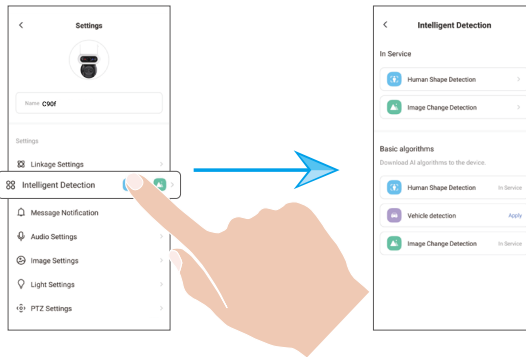 Settings
Name C90f
Settings
Linkage Settings
Intelligent Detection
Message Notification
Audio Settings
Image Settings
Light Settings
PTZ Settings
Intelligent Detection
In Service
Human Shape Detection
Image Change Detection
Basic algorithms
Download AI algorithms to the device.
Human Shape Detection In Service
Vehicle detection Apply
Image Change Detection In Service